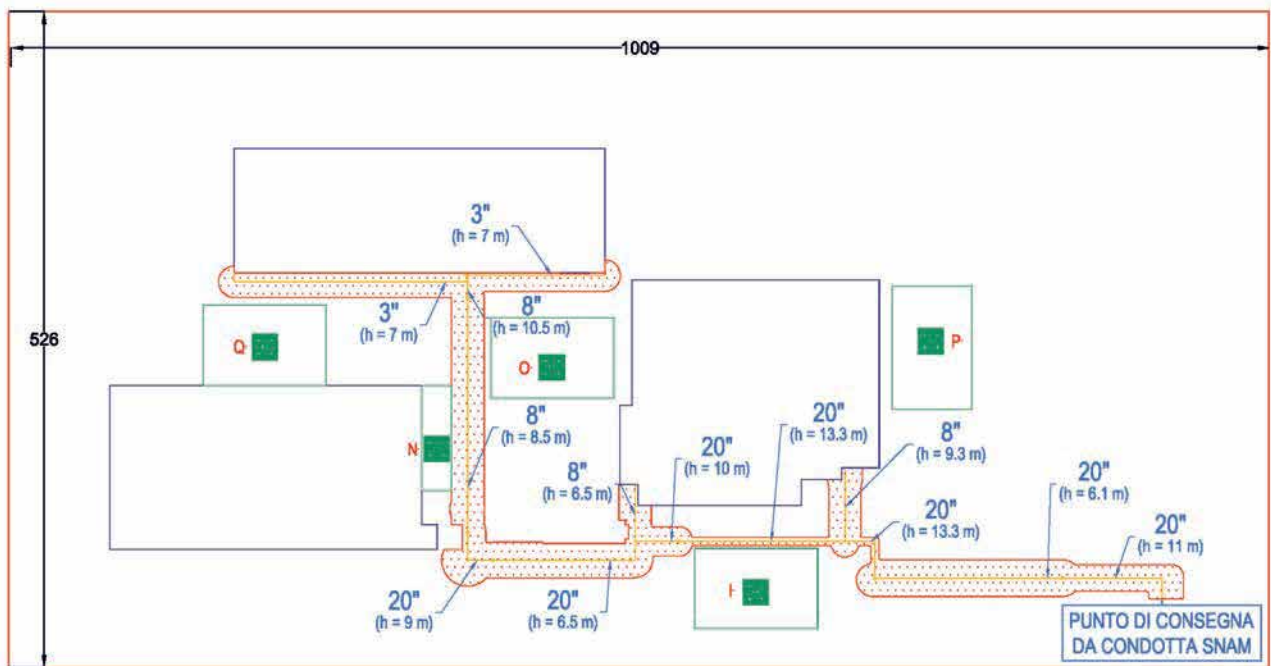 1009
526
3"
(h = 7 m)
3"
(h = 7 m)
8"
(h = 10.5 m)
Q
O
P
N
8"
(h = 8.5 m)
8"
(h = 6.5 m)
20"
(h = 10 m)
20"
(h = 13.3 m)
8"
(h = 9.3 m)
20"
(h = 13.3 m)
20"
(h = 6.1 m)
20"
(h = 11 m)
20"
(h = 9 m)
20"
(h = 6.5 m)
PUNTO DI CONSEGNA
DA CONDOTTA SNAM